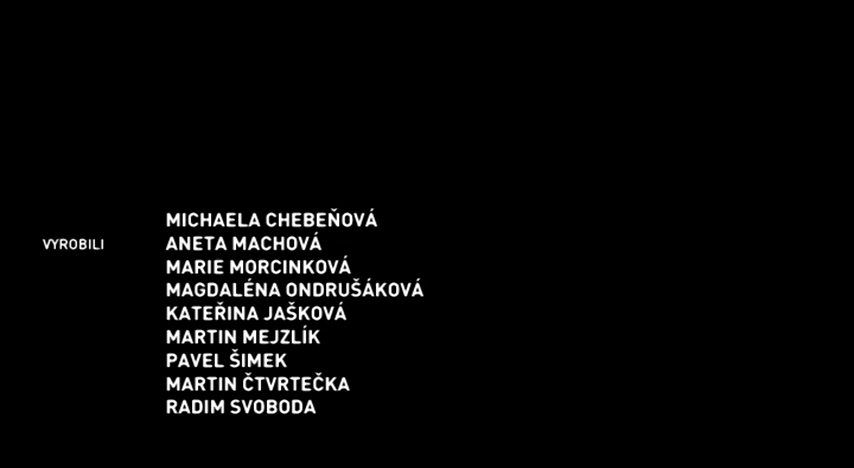 MICHAELA CHEBEŇOVÁ
VYROBILI
ANETA MACHOVÁ
MARIE MORCINKOVÁ
MAGDALÉNA ONDRUŠÁKOVÁ
KATEŘINA JAŠKOVÁ
MARTIN MEJZLÍK
PAVEL ŠIMEK
MARTIN ČTVRTEČKA
RADIM SVOBODA